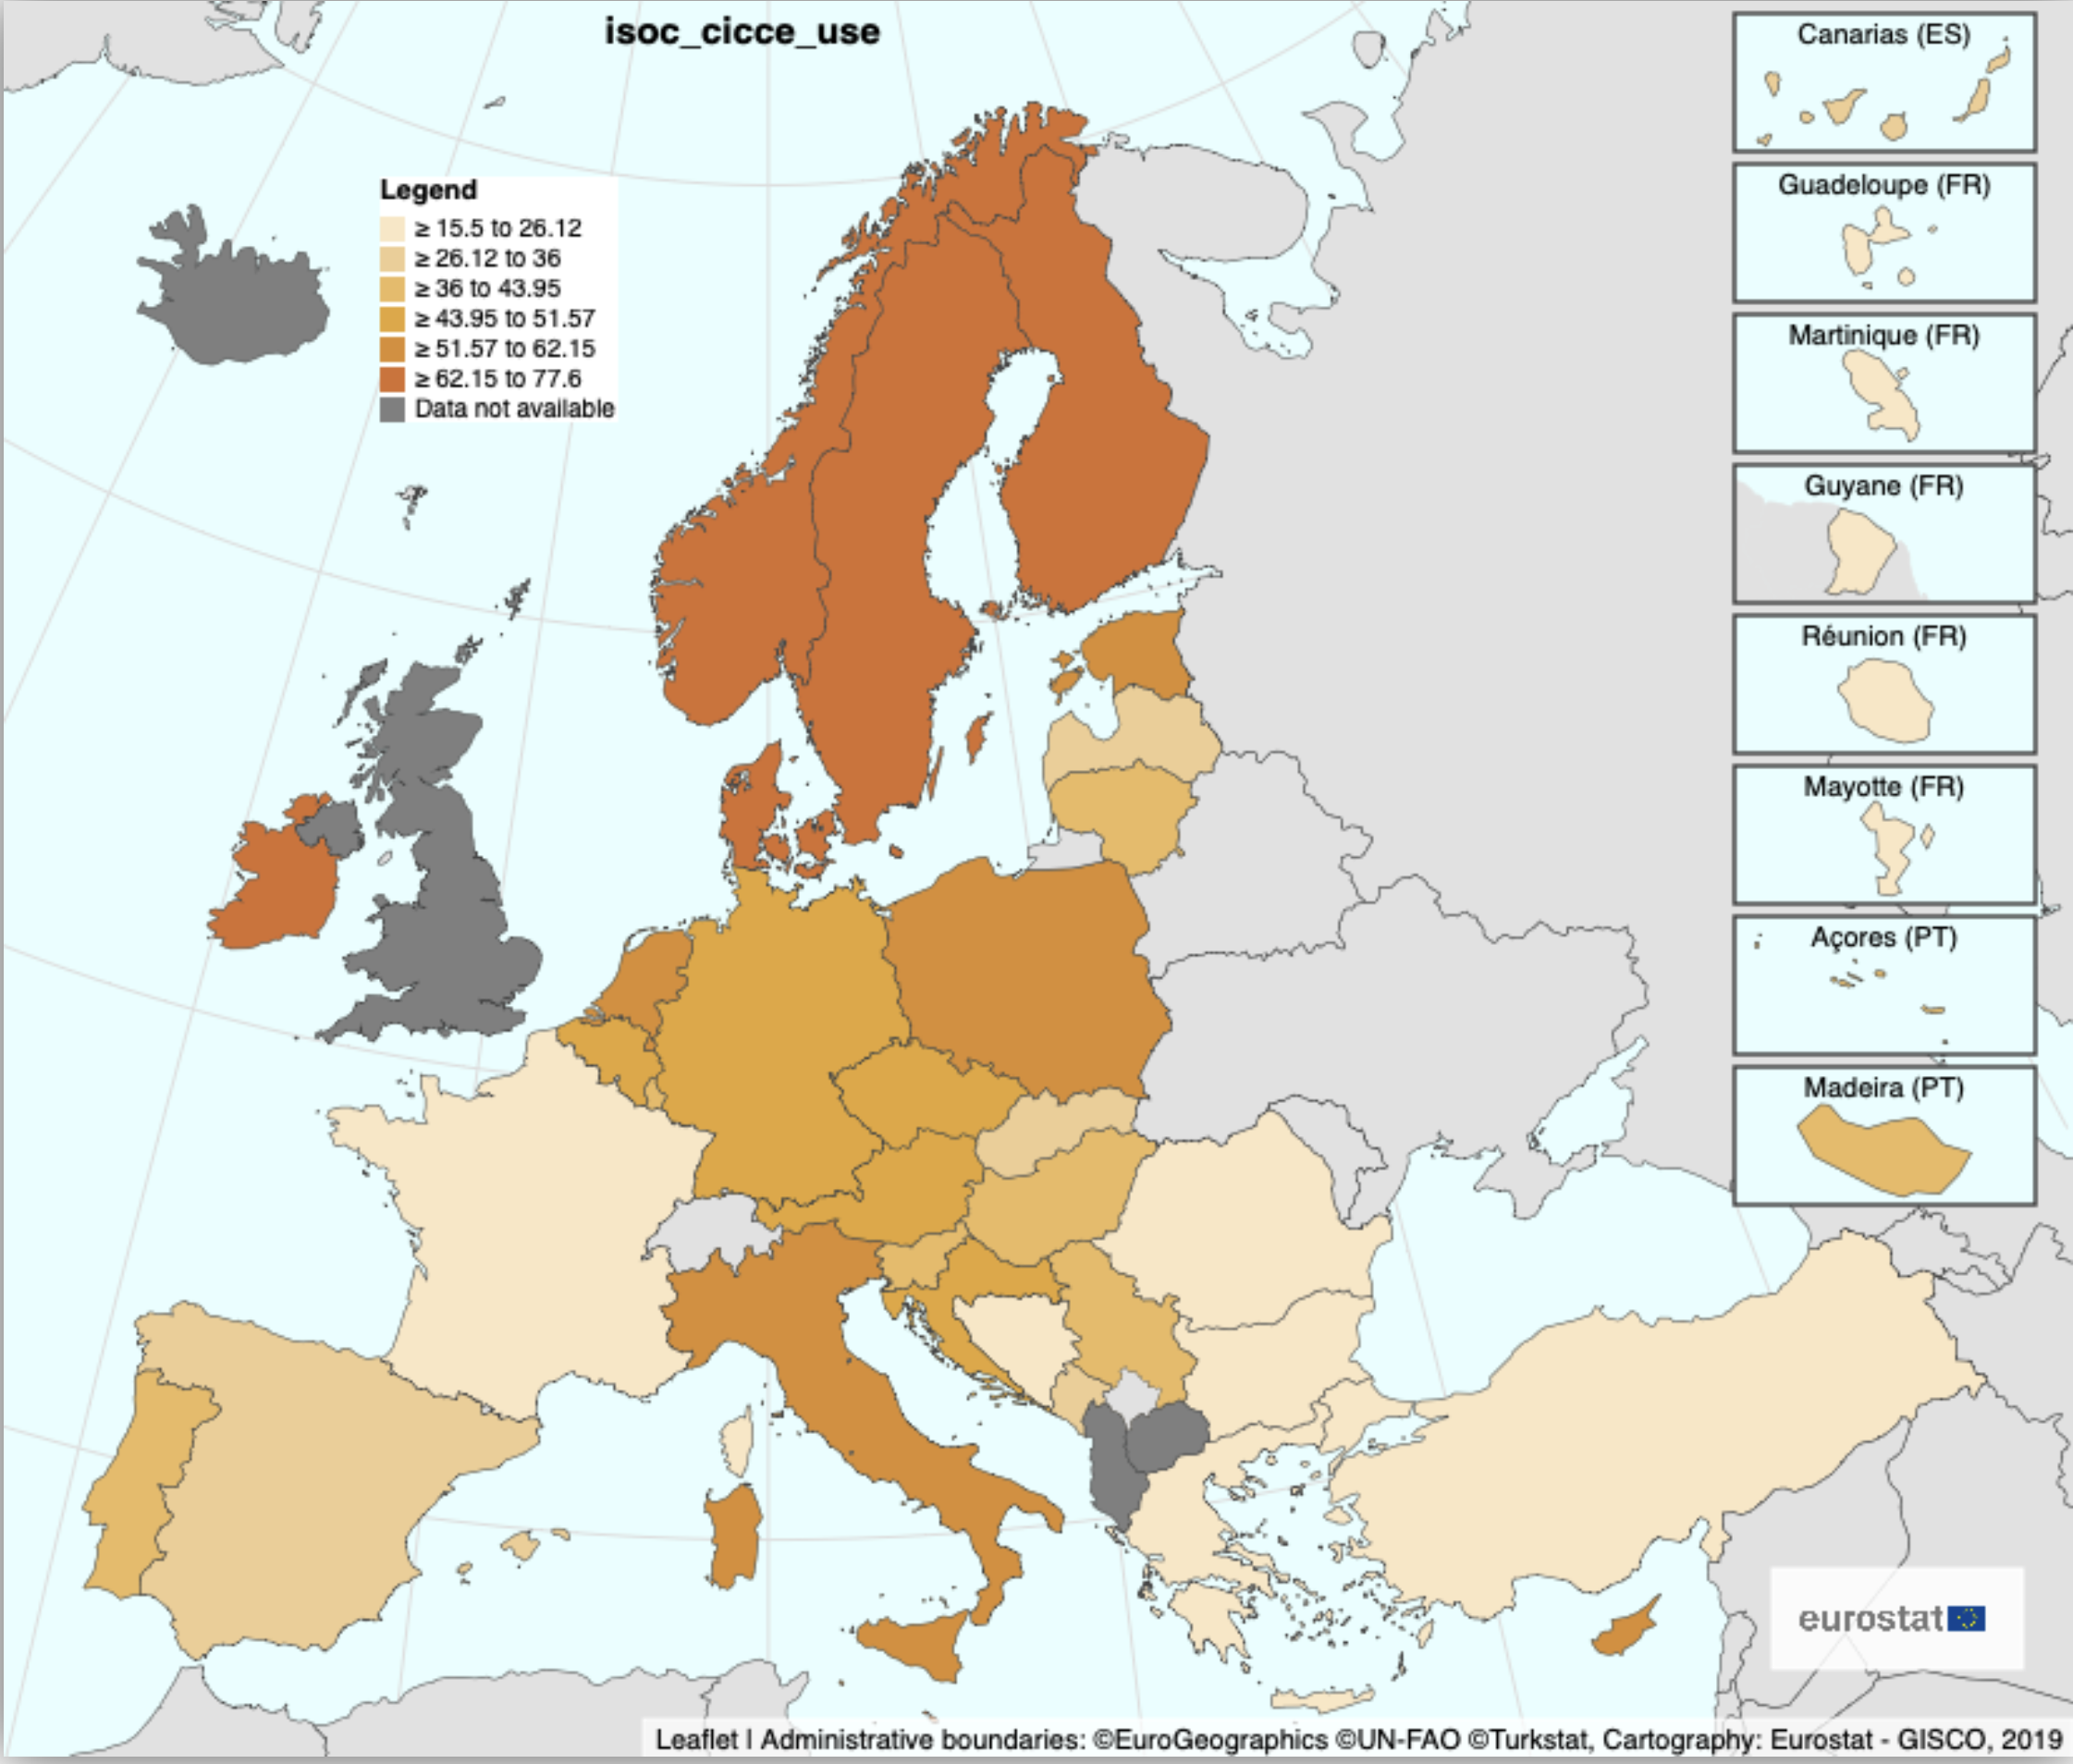 isoc_cicce_use
Legend
≥ 15.5 to 26.12
≥ 26.12 to 36
≥ 36 to 43.95
≥ 43.95 to 51.57
≥ 51.57 to 62.15
≥ 62.15 to 77.6
Data not available
Canarias (ES)
Guadeloupe (FR)
Martinique (FR)
Guyane (FR)
Réunion (FR)
Mayotte (FR)
Açores (PT)
Madeira (PT)
eurostat
Leaflet | Administrative boundaries: ©EuroGeographics ©UN-FAO ©Turkstat, Cartography: Eurostat - GISCO, 2019